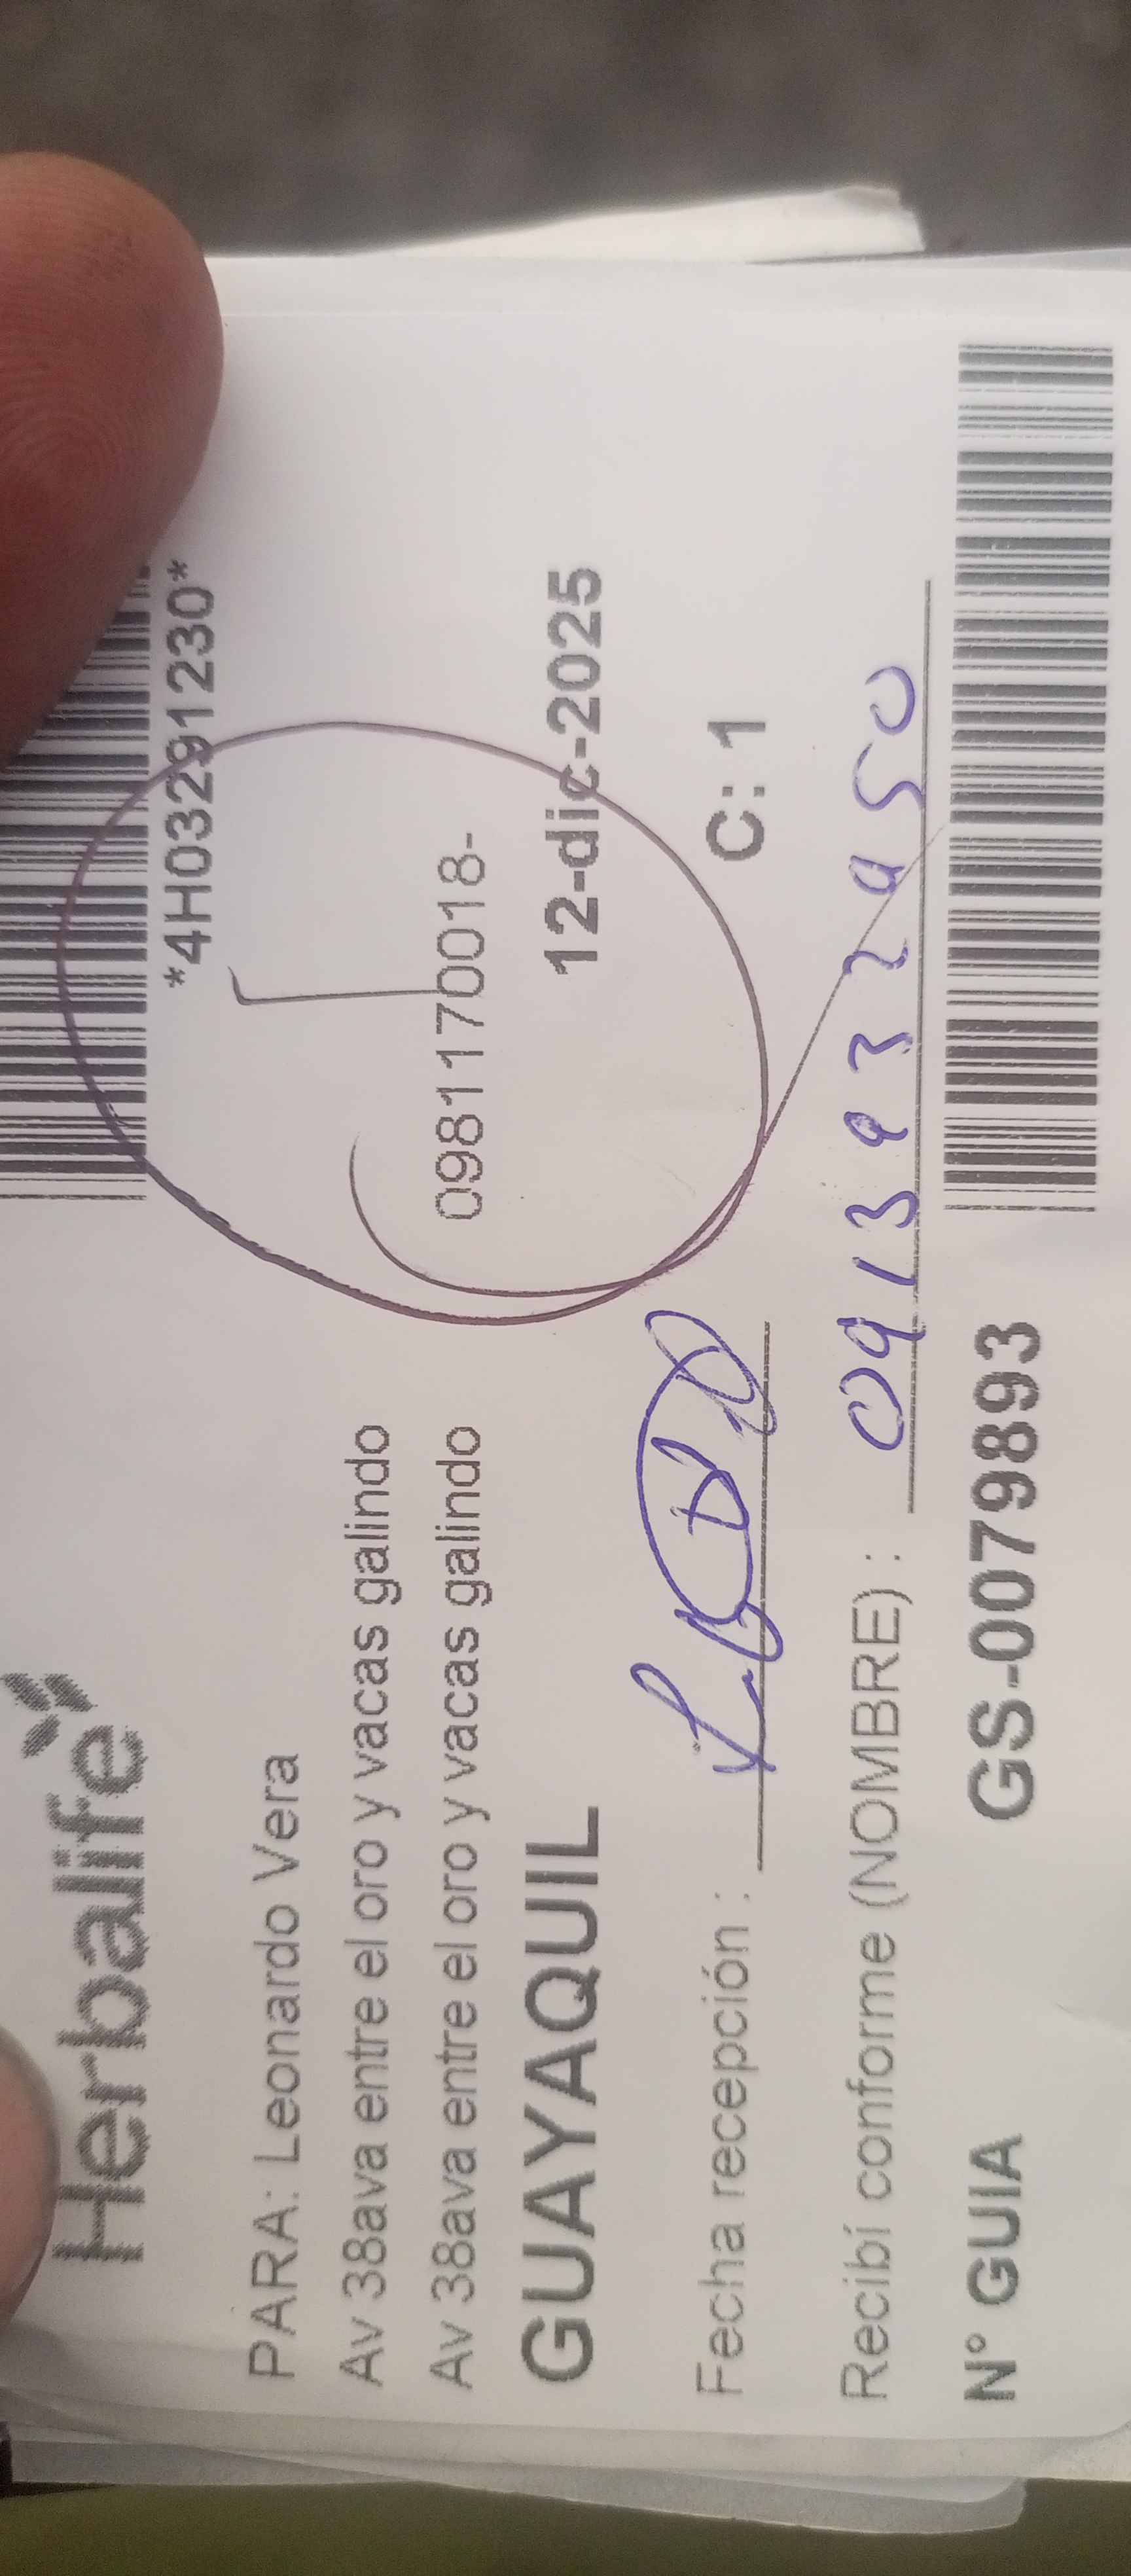 Herbalife
*4H03291230*
PARA: Leonardo Vera
Av 38ava entre el oro y vacas galindo
Av 38ava entre el oro y vacas galindo 0981170018-
GUAYAQUIL 12-dic-2025
Fecha recepción : C: 1
Recibí conforme (NOMBRE) : 0913932950
N° GUIA GS-0079893